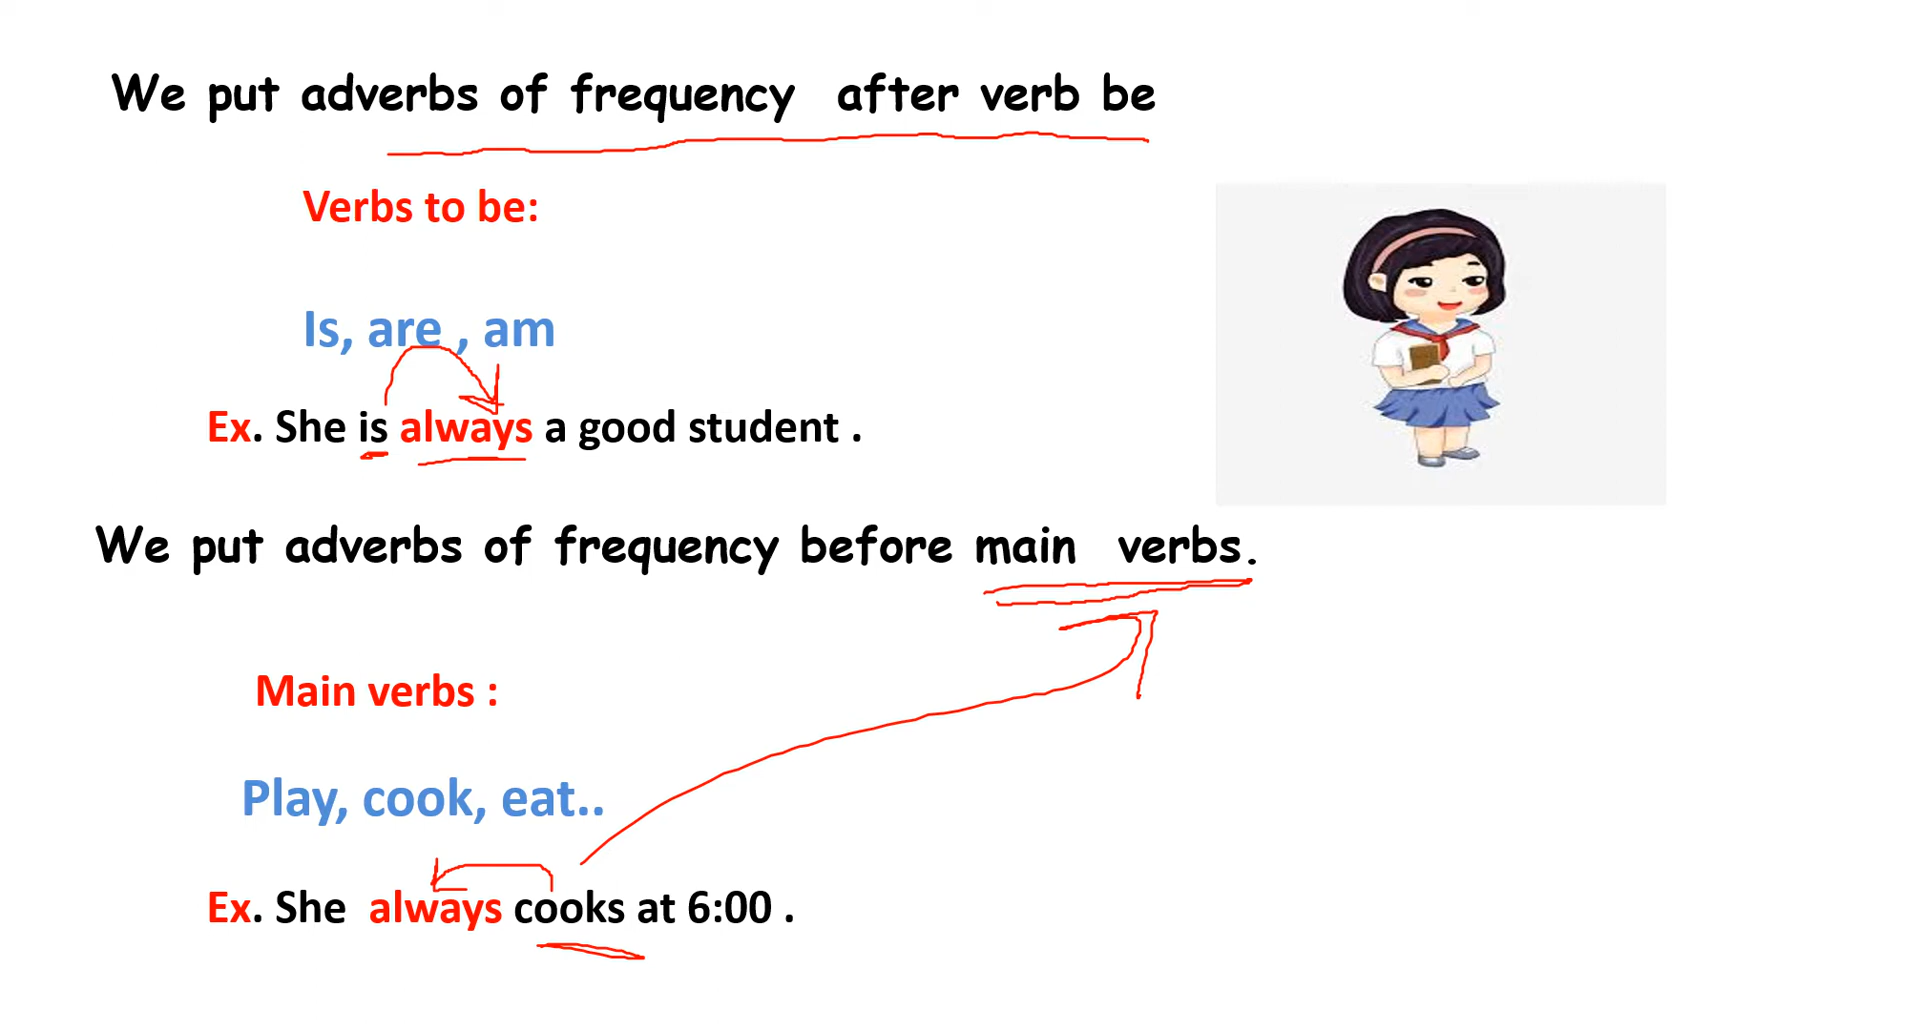 We put adverbs of frequency after verb be
Verbs to be:
Is, are , am
Ex. She is always a good student .
We put adverbs of frequency before main verbs.
Main verbs :
Play, cook, eat..
Ex. She always cooks at 6:00 .